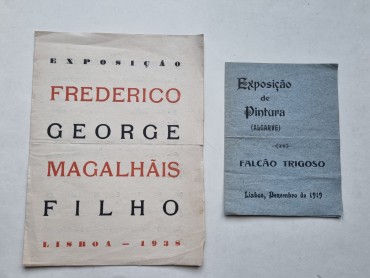 EXPOSIÇÃO
FREDERICO
GEORGE
MAGALHÃIS
FILHO
LISBOA — 1938
Exposição
de
Pintura
(ALGARVE)
FALCÃO TRIGOSO
Lisboa, Dezembro de 1919